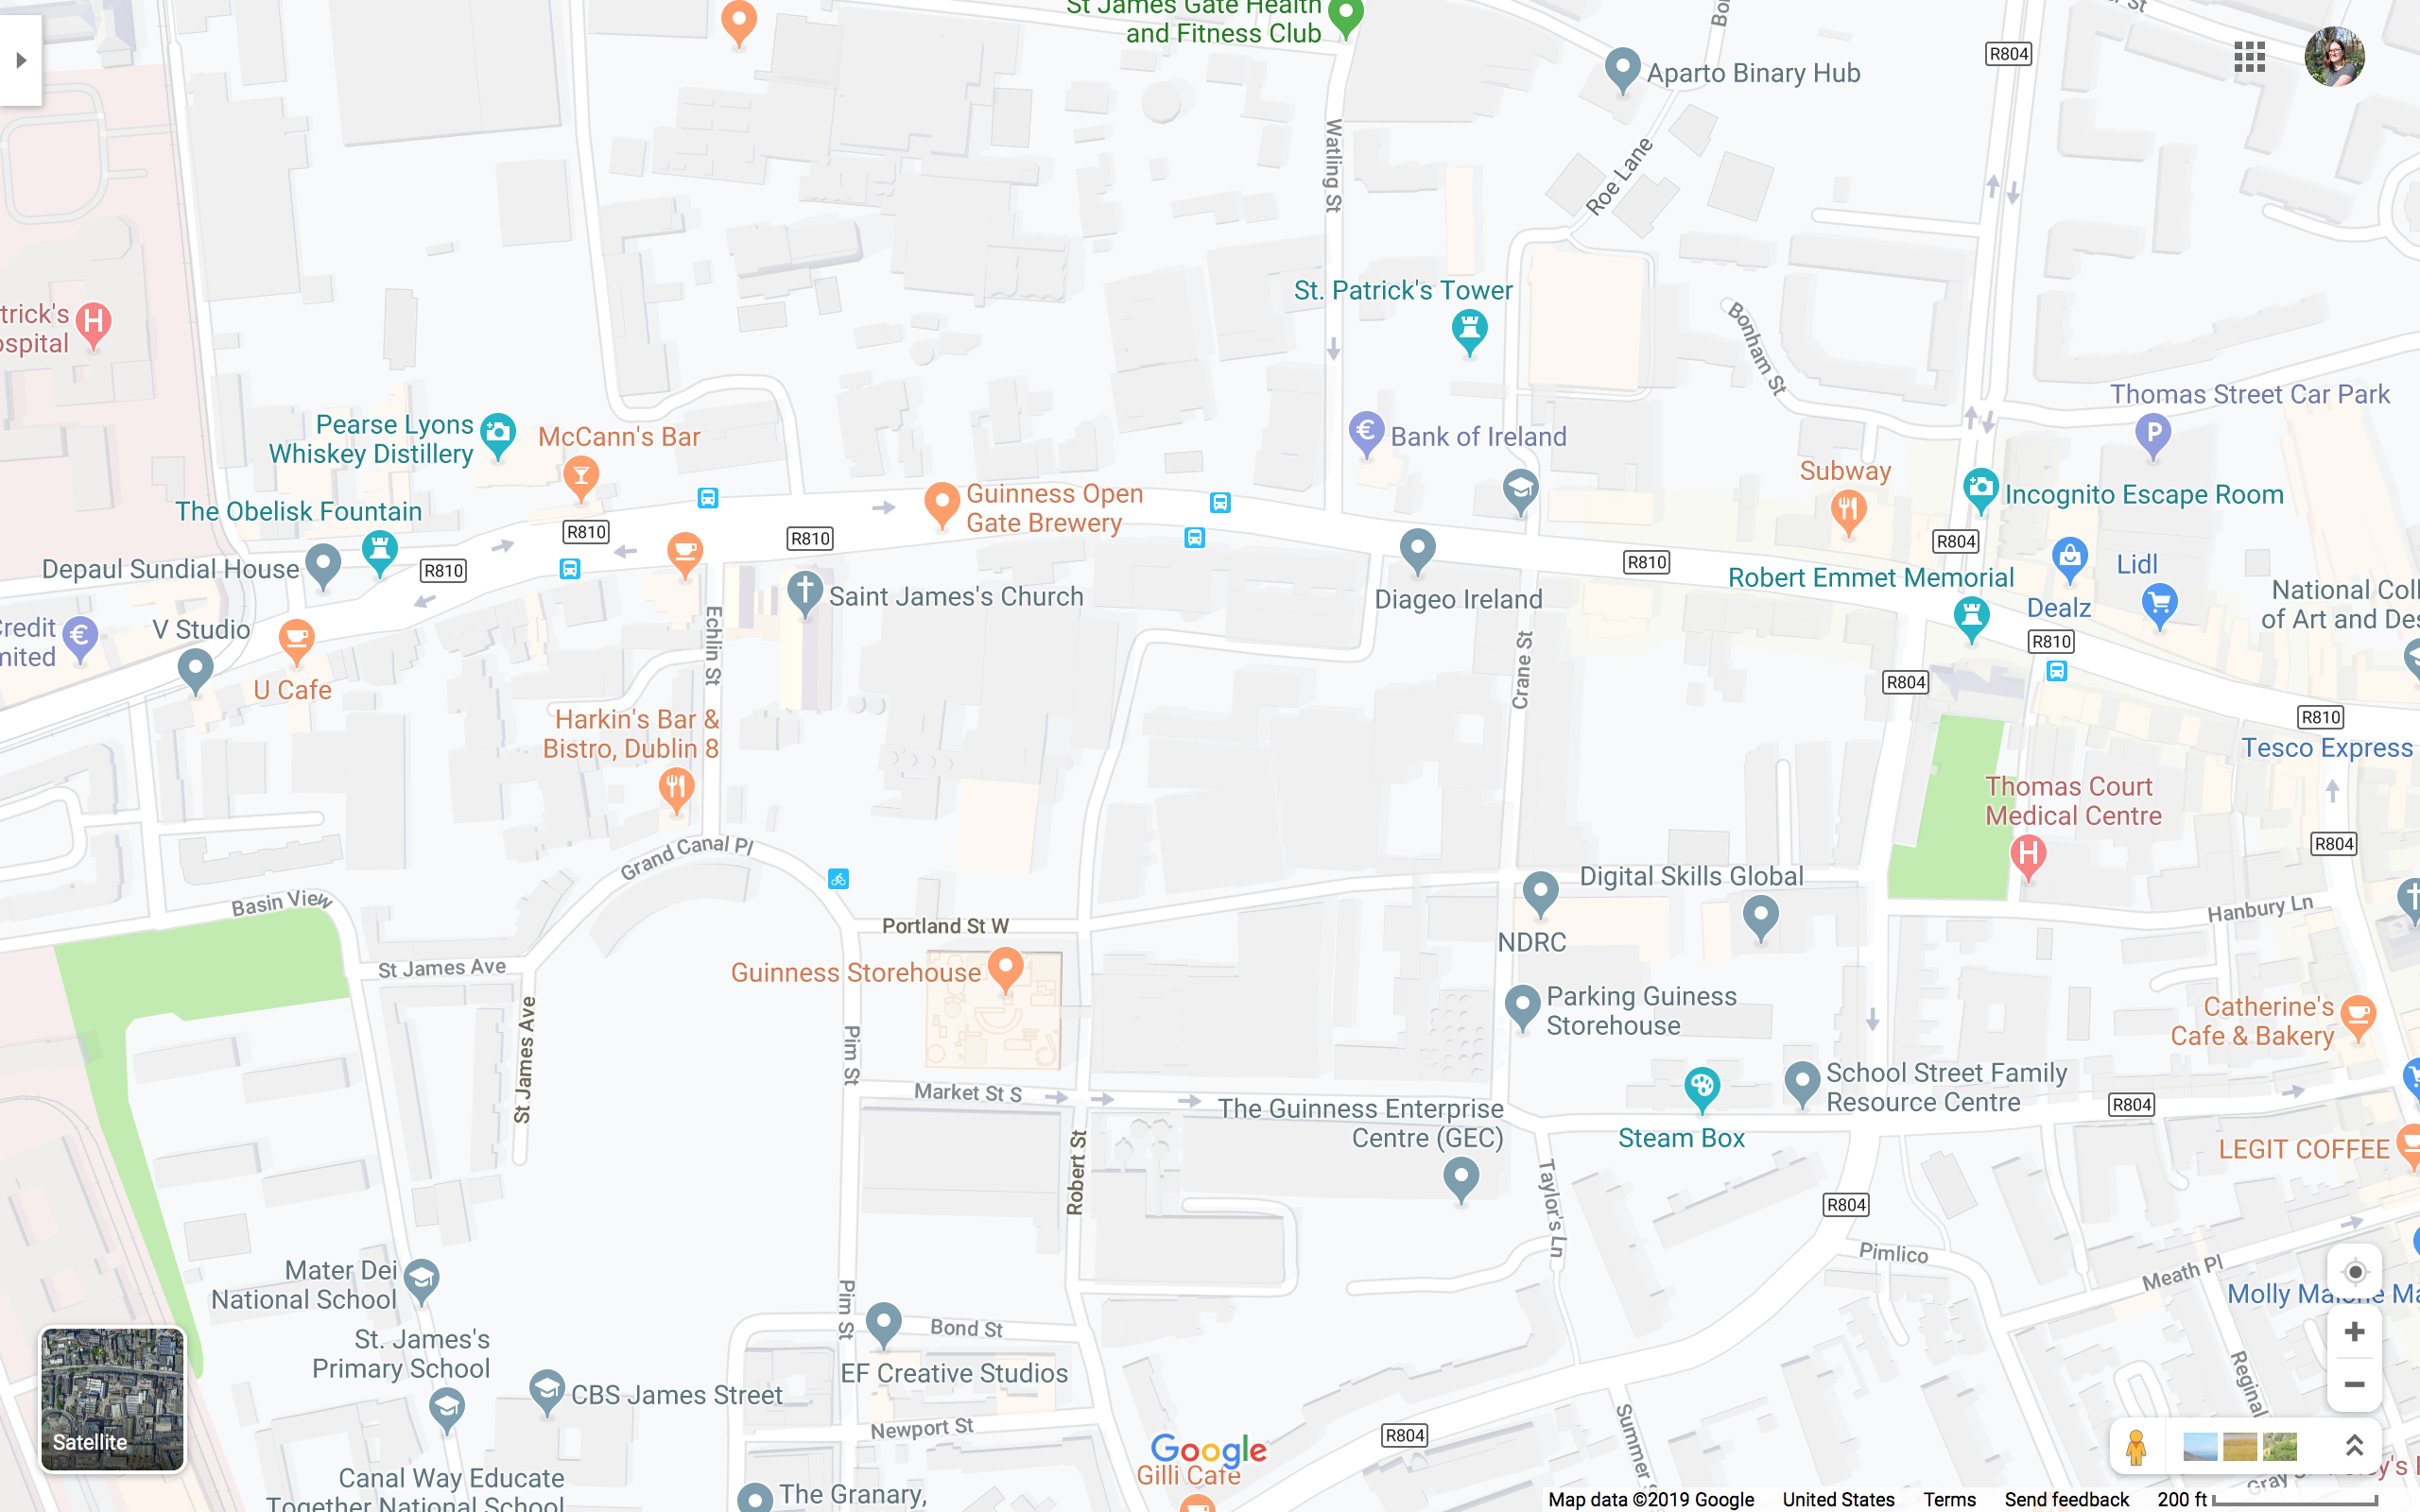 St James Gate Health
and Fitness Club
R804
Aparto Binary Hub
Watling St
Roe Lane
St. Patrick's Tower
trick's
ospital
H
Bonham St
Thomas Street Car Park
P
Pearse Lyons
Whiskey Distillery
McCann's Bar
€
Bank of Ireland
Subway
Guinness Open
Gate Brewery
Incognito Escape Room
The Obelisk Fountain
R810
R810
R804
Depaul Sundial House
R810
R810
Lidl
Robert Emmet Memorial
Dealz
National Coll
of Art and Des
Saint James's Church
Diageo Ireland
Credit
mited
€
V Studio
Echlin St
Crane St
R810
U Cafe
R804
R810
Harkin's Bar &
Bistro, Dublin 8
Tesco Express
Thomas Court
Medical Centre
H
R804
Grand Canal Pl
Digital Skills Global
Basin View
Hanbury Ln
Portland St W
NDRC
St James Ave
Guinness Storehouse
Parking Guiness
Storehouse
Catherine's
Cafe & Bakery
St James Ave
Pim St
Market St S
School Street Family
Resource Centre
The Guinness Enterprise
Centre (GEC)
R804
Steam Box
LEGIT COFFEE
Robert St
Taylor's Ln
R804
Pimlico
Meath Pl
Mater Dei
National School
Molly Malone Ma
Pim St
Bond St
St. James's
Primary School
EF Creative Studios
CBS James Street
Reginal
Newport St
Summer S
R804
Satellite
Google
Gilli Cafe
Canal Way Educate
Together National School
The Granary,
Gray S
Map data ©2019 Google United States Terms Send feedback 200 ft